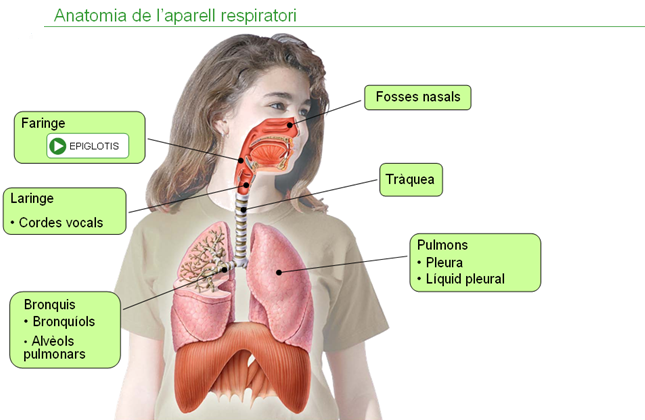 Anatomia de l'aparell respiratori
Fosses nasals
Faringe
EPIGLOTIS
Tràquea
Laringe
• Cordes vocals
Pulmons
• Pleura
• Líquid pleural
Bronquis
• Bronquíols
• Alvèols
pulmonars